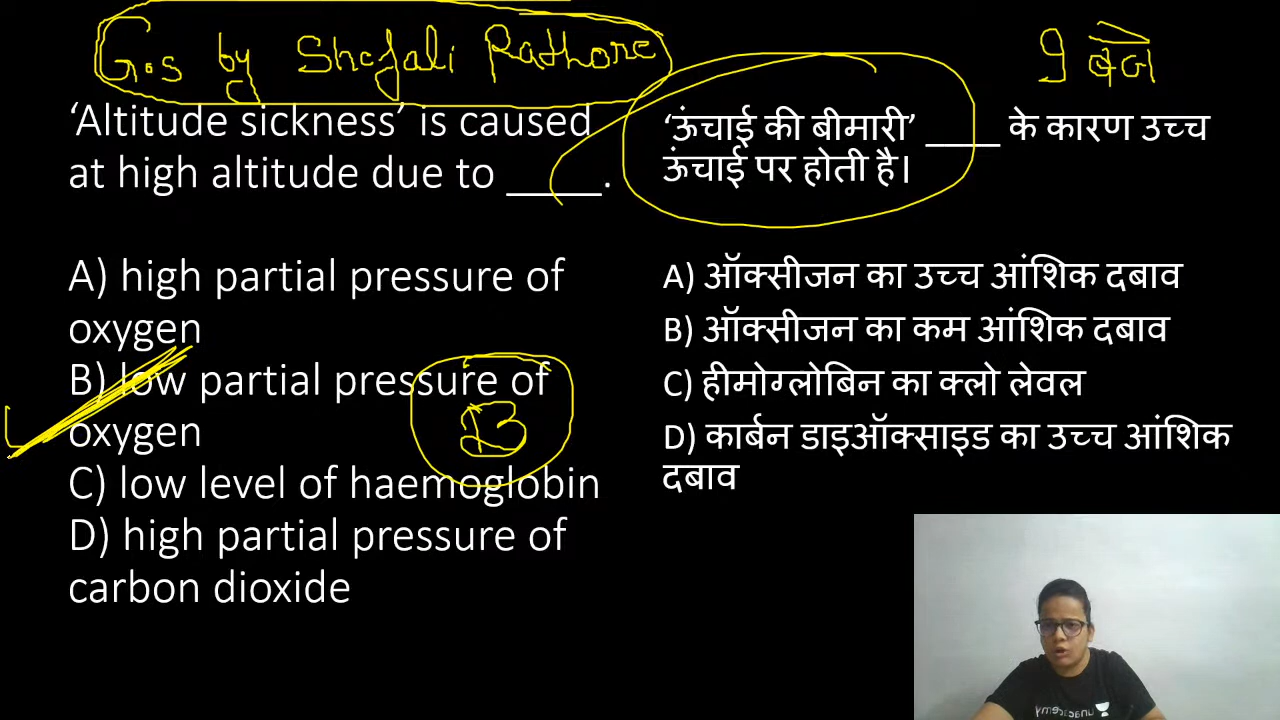 G.S by Shefali Rathore
9 बजे
‘Altitude sickness’ is caused
at high altitude due to ____.
A) high partial pressure of
oxygen
B) low partial pressure of
oxygen
B
C) low level of haemoglobin
D) high partial pressure of
carbon dioxide
‘ऊंचाई की बीमारी’ ____ के कारण उच्च
ऊंचाई पर होती है।
A) ऑक्सीजन का उच्च आंशिक दबाव
B) ऑक्सीजन का कम आंशिक दबाव
C) हीमोग्लोबिन का क्लो लेवल
D) कार्बन डाइऑक्साइड का उच्च आंशिक
दबाव
unacademy